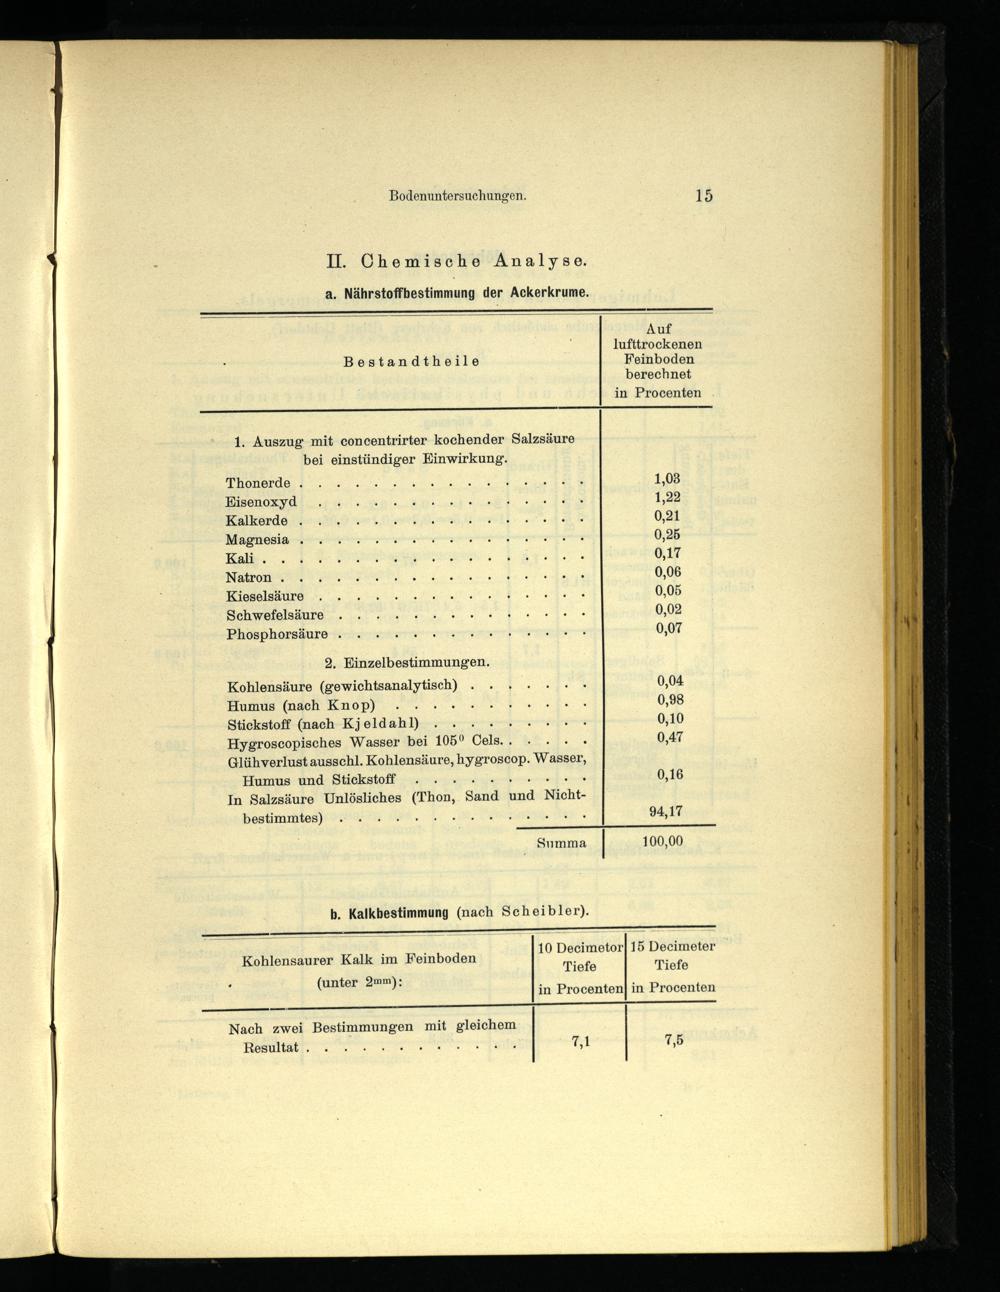 Bodenuntersuchungen. 15
II. Chemische Analyse.
a. Nährstoffbestimmung der Ackerkrume.
Bestandtheile
Auf
lufttrockenen
Feinboden
berechnet
in Procenten
1. Auszug mit concentrirter kochender Salzsäure
bei einstündiger Einwirkung.
Thonerde . . . . . . . . . . . . . . . . 1,03
Eisenoxyd . . . . . . . . . . . . . . . 1,22
Kalkerde . . . . . . . . . . . . . . . . 0,21
Magnesia . . . . . . . . . . . . . . . . 0,25
Kali . . . . . . . . . . . . . . . . . . 0,17
Natron . . . . . . . . . . . . . . . . . 0,06
Kieselsäure . . . . . . . . . . . . . . 0,05
Schwefelsäure . . . . . . . . . . . . . 0,02
Phosphorsäure . . . . . . . . . . . . . 0,07
2. Einzelbestimmungen.
Kohlensäure (gewichtsanalytisch) . . . . . . . 0,04
Humus (nach Knop) . . . . . . . . . . . 0,98
Stickstoff (nach Kjeldahl) . . . . . . . . . 0,10
Hygroscopisches Wasser bei 105⁰ Cels. . . . . . 0,47
Glühverlust ausschl. Kohlensäure, hygroscop. Wasser,
Humus und Stickstoff . . . . . . . . . . 0,16
In Salzsäure Unlösliches (Thon, Sand und Nicht-
bestimmtes) . . . . . . . . . . . . . 94,17
Summa 100,00
b. Kalkbestimmung (nach Scheibler).
Kohlensaurer Kalk im Feinboden
(unter 2mm):
10 Decimetor
Tiefe
in Procenten
15 Decimeter
Tiefe
in Procenten
Nach zwei Bestimmungen mit gleichem
Resultat . . . . . . . . . . . . 7,1 7,5